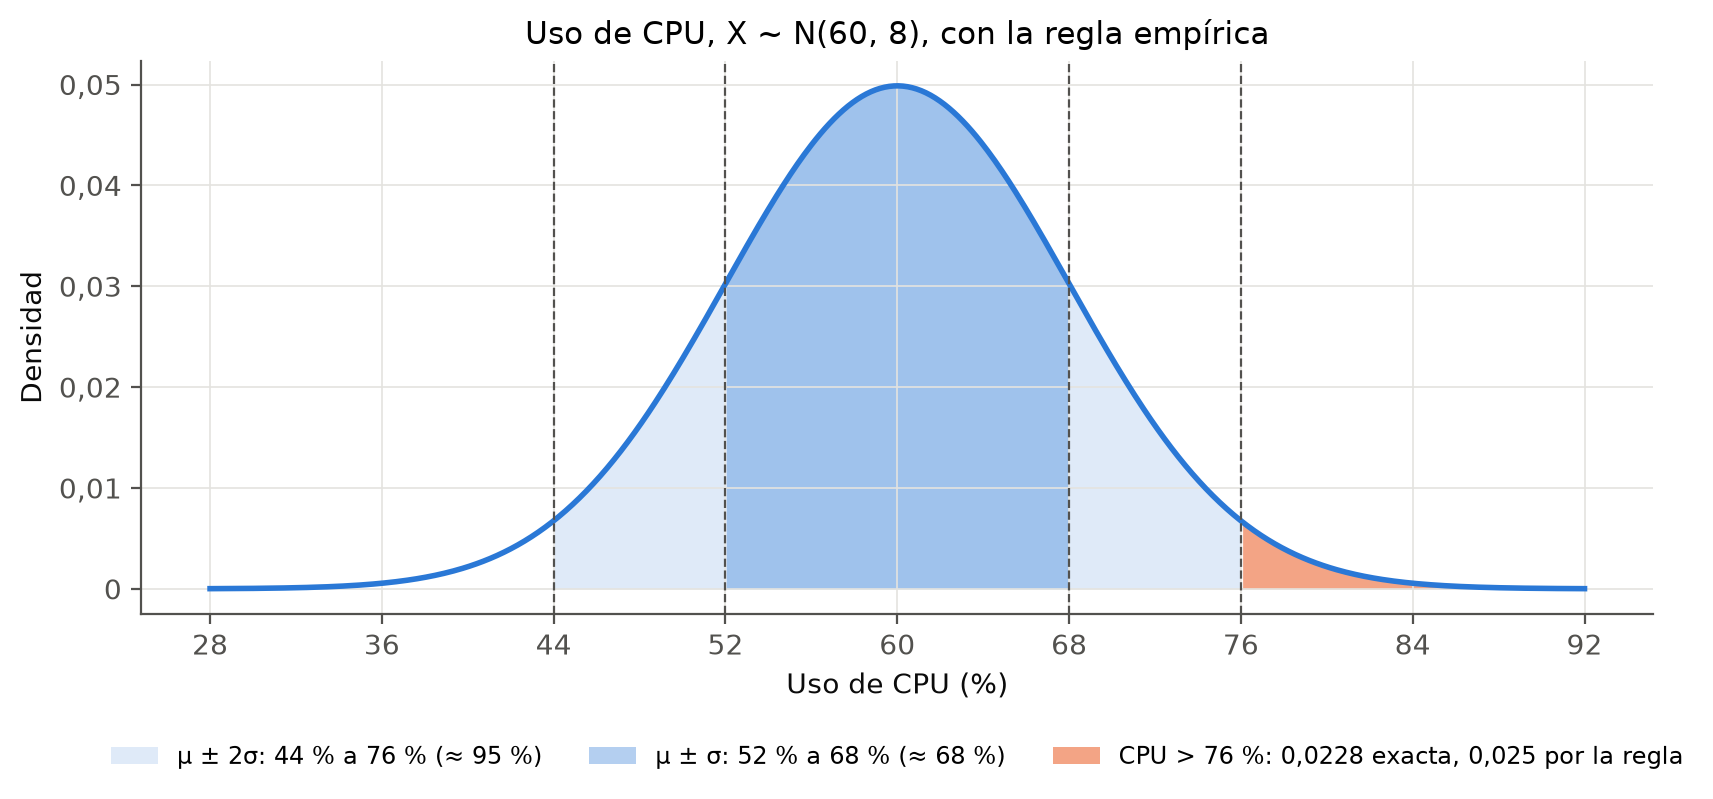 Uso de CPU, X ~ N(60, 8), con la regla empírica
0,05
0,04
0,03
0,02
0,01
0
Densidad
28 36 44 52 60 68 76 84 92
Uso de CPU (%)
μ ± 2σ: 44 % a 76 % (≈ 95 %) μ ± σ: 52 % a 68 % (≈ 68 %) CPU > 76 %: 0,0228 exacta, 0,025 por la regla